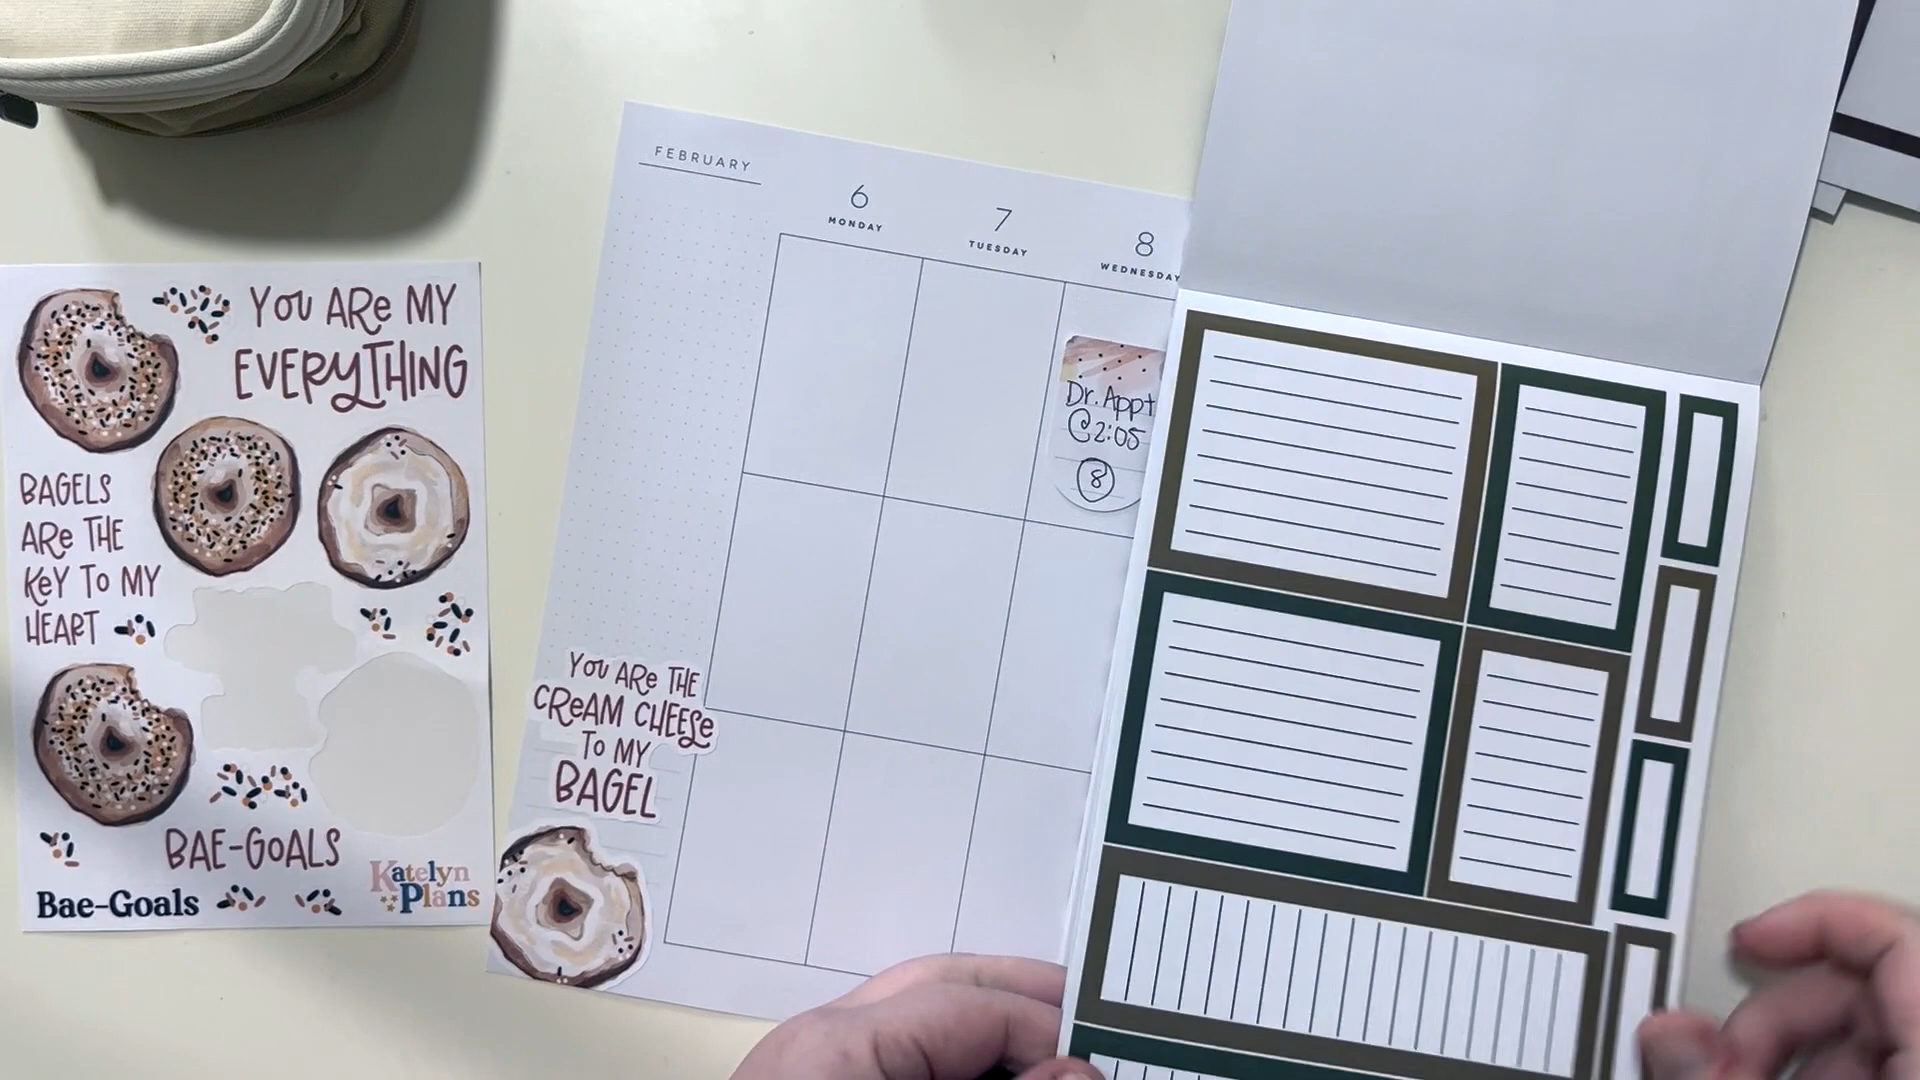 YOU ARE MY
EVERYTHING
BAGELS
ARE THE
KEY TO MY
HEART
BAE-GOALS
Bae-Goals
Katelyn
Plans
FEBRUARY
6
MONDAY
7
TUESDAY
8
WEDNESDAY
Dr. Appt
@2:05
8
YOU ARE THE
CREAM CHEESE
TO MY
BAGEL